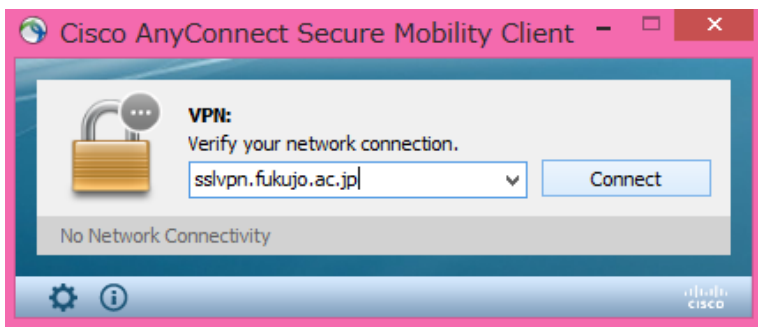 Cisco AnyConnect Secure Mobility Client
VPN:
Verify your network connection.
sslvpn.fukujo.ac.jp
Connect
No Network Connectivity
CISCO